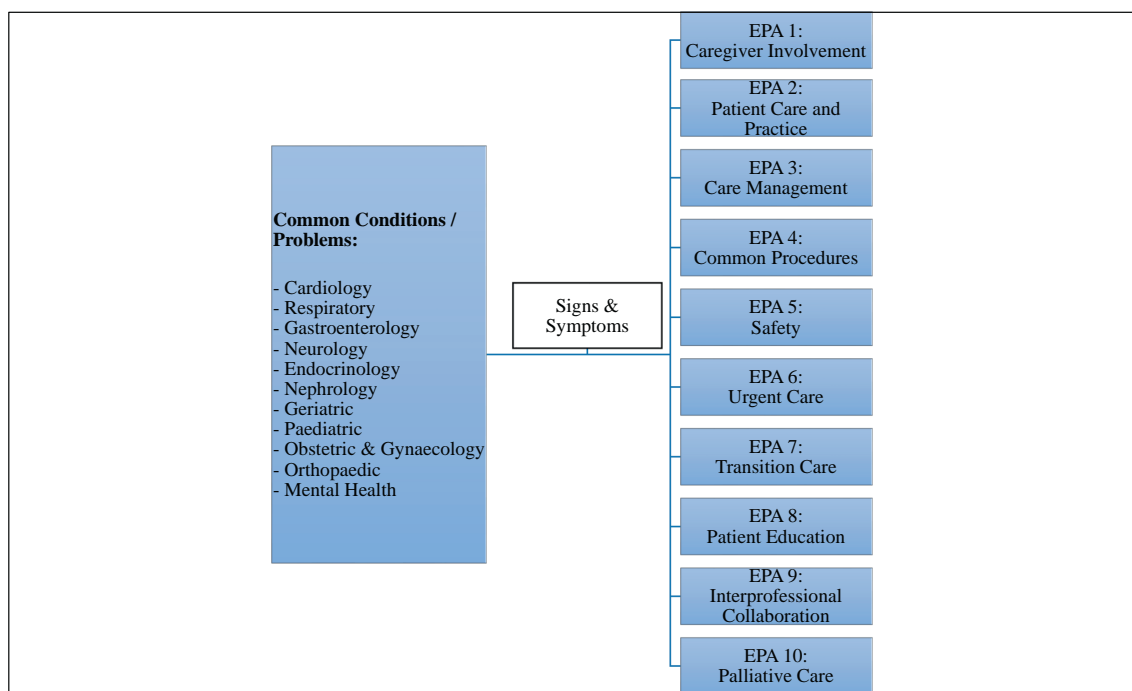 Common Conditions /
Problems:
- Cardiology
- Respiratory
- Gastroenterology
- Neurology
- Endocrinology
- Nephrology
- Geriatric
- Paediatric
- Obstetric & Gynaecology
- Orthopaedic
- Mental Health
Signs &
Symptoms
EPA 1:
Caregiver Involvement
EPA 2:
Patient Care and
Practice
EPA 3:
Care Management
EPA 4:
Common Procedures
EPA 5:
Safety
EPA 6:
Urgent Care
EPA 7:
Transition Care
EPA 8:
Patient Education
EPA 9:
Interprofessional
Collaboration
EPA 10:
Palliative Care